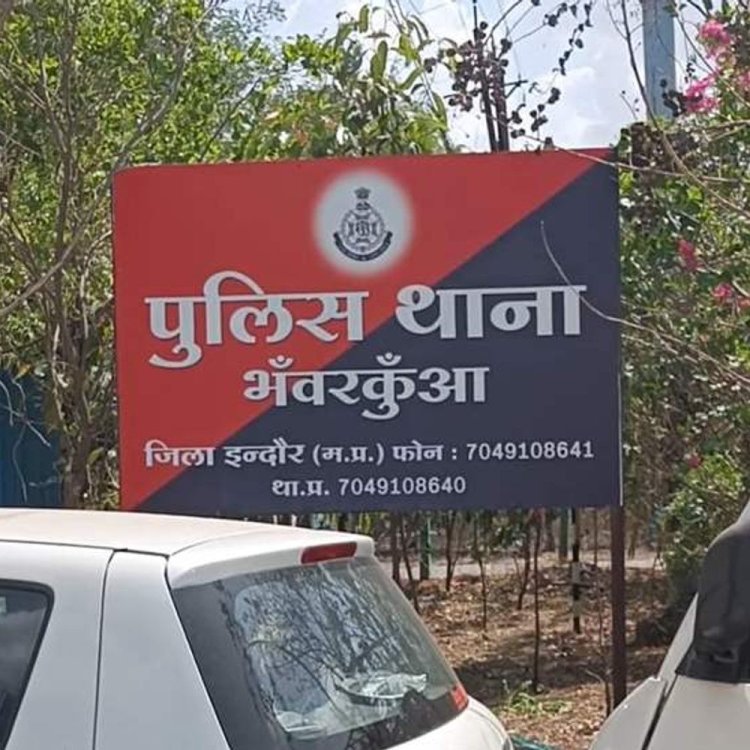 पुलिस थाना
भँवरकुँआ
जिला इन्दौर (म.प्र.) फोन : 7049108641
था.प्र. 7049108640